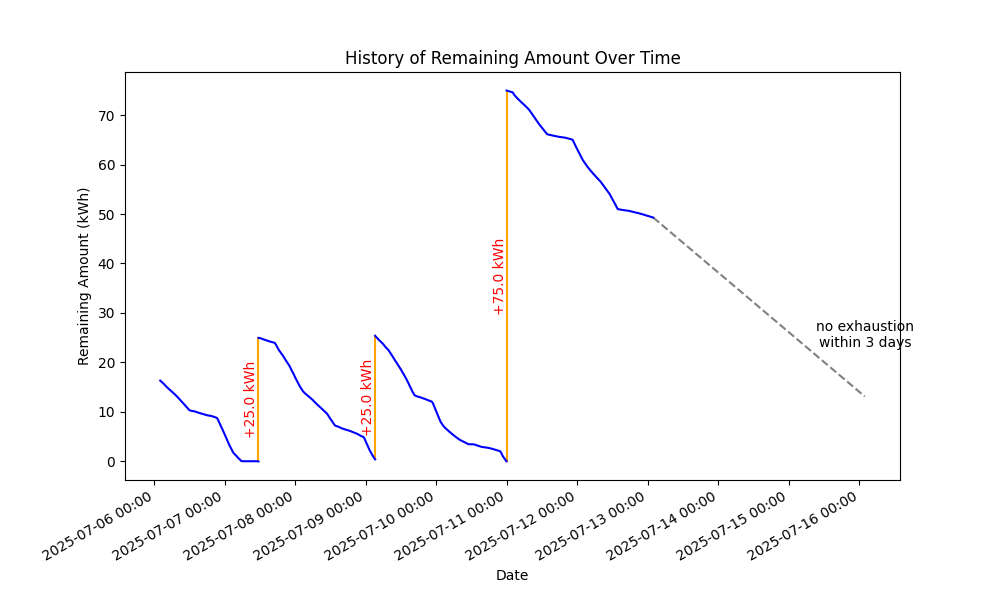 History of Remaining Amount Over Time
Remaining Amount (kWh)
70
60
50
40
30
20
10
0
+25.0 kWh
+25.0 kWh
+75.0 kWh
no exhaustion
within 3 days
2025-07-06 00:00
2025-07-07 00:00
2025-07-08 00:00
2025-07-09 00:00
2025-07-10 00:00
2025-07-11 00:00
2025-07-12 00:00
2025-07-13 00:00
2025-07-14 00:00
2025-07-15 00:00
2025-07-16 00:00
Date